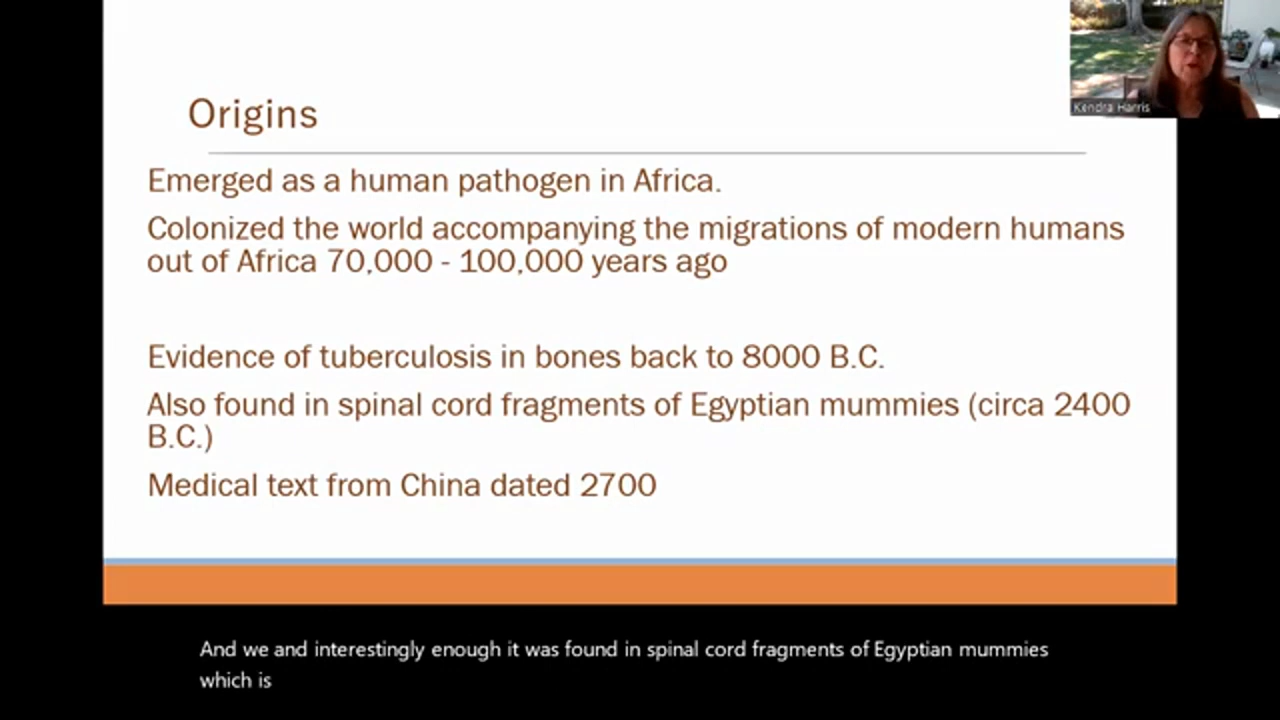 Origins
Kendra Harris
Emerged as a human pathogen in Africa.
Colonized the world accompanying the migrations of modern humans
out of Africa 70,000 - 100,000 years ago
Evidence of tuberculosis in bones back to 8000 B.C.
Also found in spinal cord fragments of Egyptian mummies (circa 2400
B.C.)
Medical text from China dated 2700
And we and interestingly enough it was found in spinal cord fragments of Egyptian mummies
which is